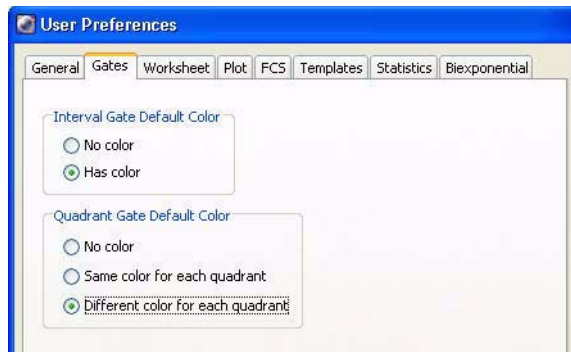 User Preferences
General Gates Worksheet Plot FCS Templates Statistics Biexponential
Interval Gate Default Color
No color
Has color
Quadrant Gate Default Color
No color
Same color for each quadrant
Different color for each quadrant